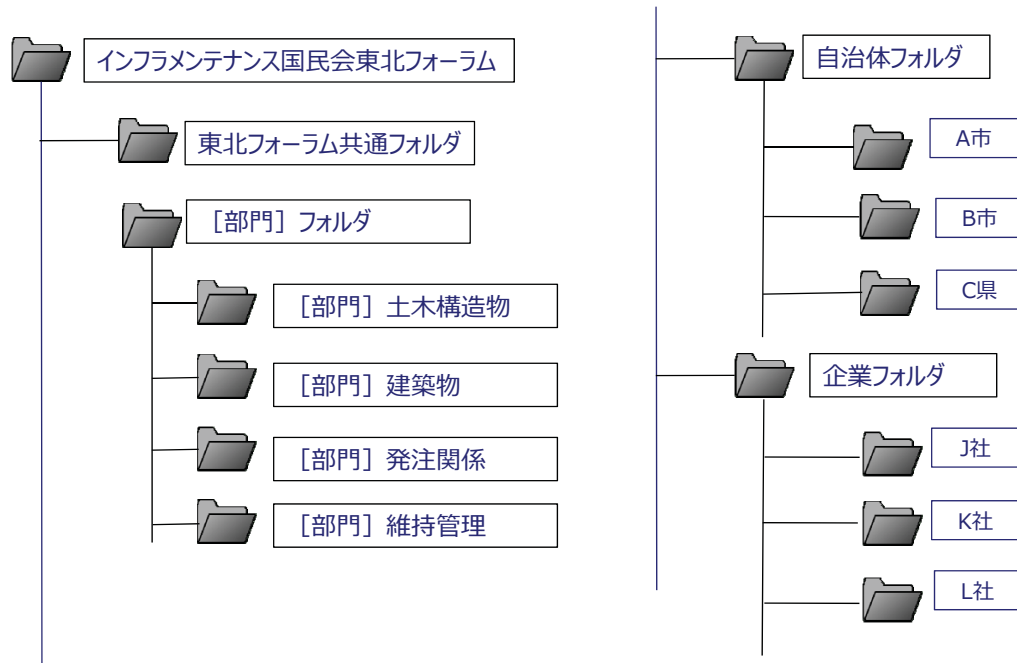 インフラメンテナンス国民会東北フォーラム
東北フォーラム共通フォルダ
［部門］フォルダ
［部門］土木構造物
［部門］建築物
［部門］発注関係
［部門］維持管理
自治体フォルダ
A市
B市
C県
企業フォルダ
J社
K社
L社